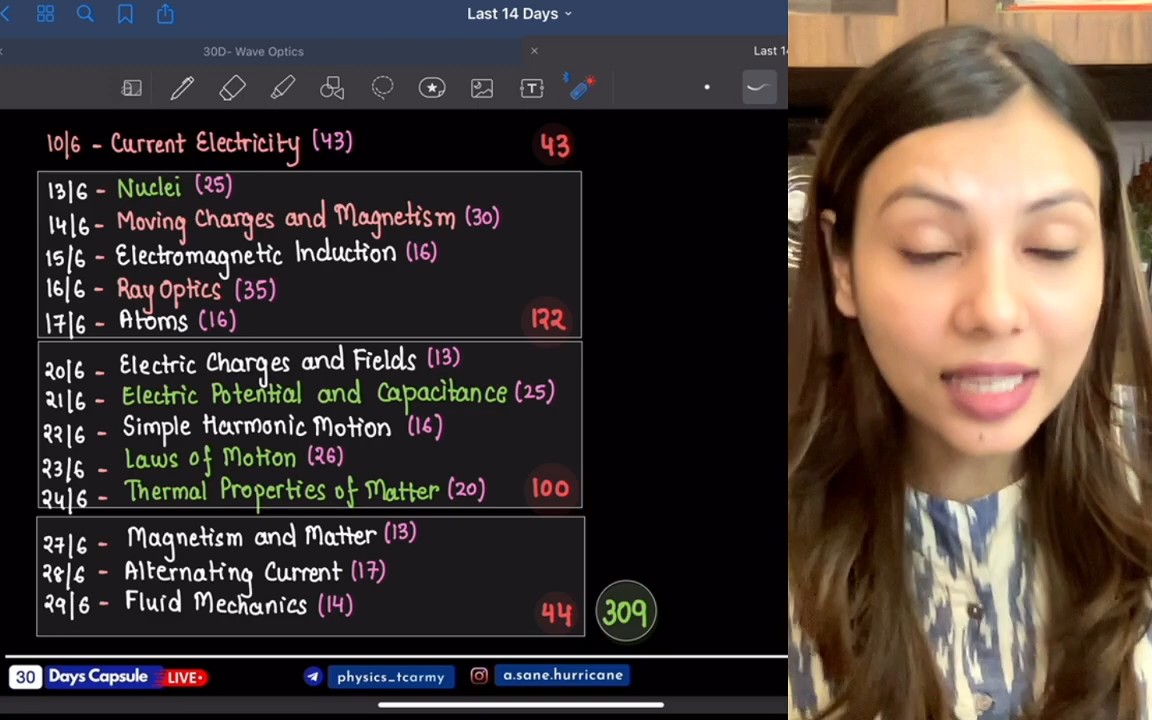 Last 14 Days
30D- Wave Optics
Last 1
10/6 - Current Electricity (43) 43
13/6 - Nuclei (25)
14/6 - Moving Charges and Magnetism (30)
15/6 - Electromagnetic Induction (16)
16/6 - Ray Optics (35)
17/6 - Atoms (16) 122
20/6 - Electric Charges and Fields (13)
21/6 - Electric Potential and Capacitance (25)
22/6 - Simple Harmonic Motion (16)
23/6 - Laws of Motion (26)
24/6 - Thermal Properties of Matter (20) 100
27/6 - Magnetism and Matter (13)
28/6 - Alternating Current (17)
29/6 - Fluid Mechanics (14) 44 309
30 Days Capsule LIVE physics_tcarmy a.sane.hurricane